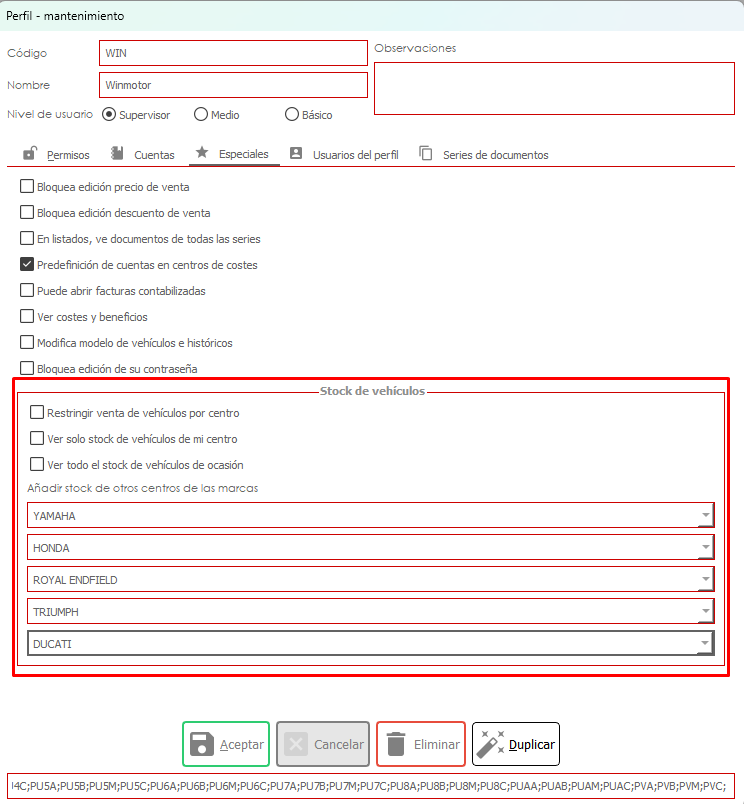 Perfil - mantenimiento
Código WIN
Observaciones
Nombre Winmotor
Nivel de usuario Supervisor Medio Básico
Permisos Cuentas Especiales Usuarios del perfil Series de documentos
Bloquea edición precio de venta
Bloquea edición descuento de venta
En listados, ve documentos de todas las series
Predefinición de cuentas en centros de costes
Puede abrir facturas contabilizadas
Ver costes y beneficios
Modifica modelo de vehículos e históricos
Bloquea edición de su contraseña
Stock de vehículos
Restringir venta de vehículos por centro
Ver solo stock de vehículos de mi centro
Ver todo el stock de vehículos de ocasión
Añadir stock de otros centros de las marcas
YAMAHA
HONDA
ROYAL ENDFIELD
TRIUMPH
DUCATI
Aceptar Cancelar Eliminar Duplicar
I4C;PU5A;PU5B;PU5M;PU5C;PU6A;PU6B;PU6M;PU6C;PU7A;PU7B;PU7M;PU7C;PU8A;PU8B;PU8M;PU8C;PUAA;PUAB;PUAM;PUAC;PVA;PVB;PVM;PVC;